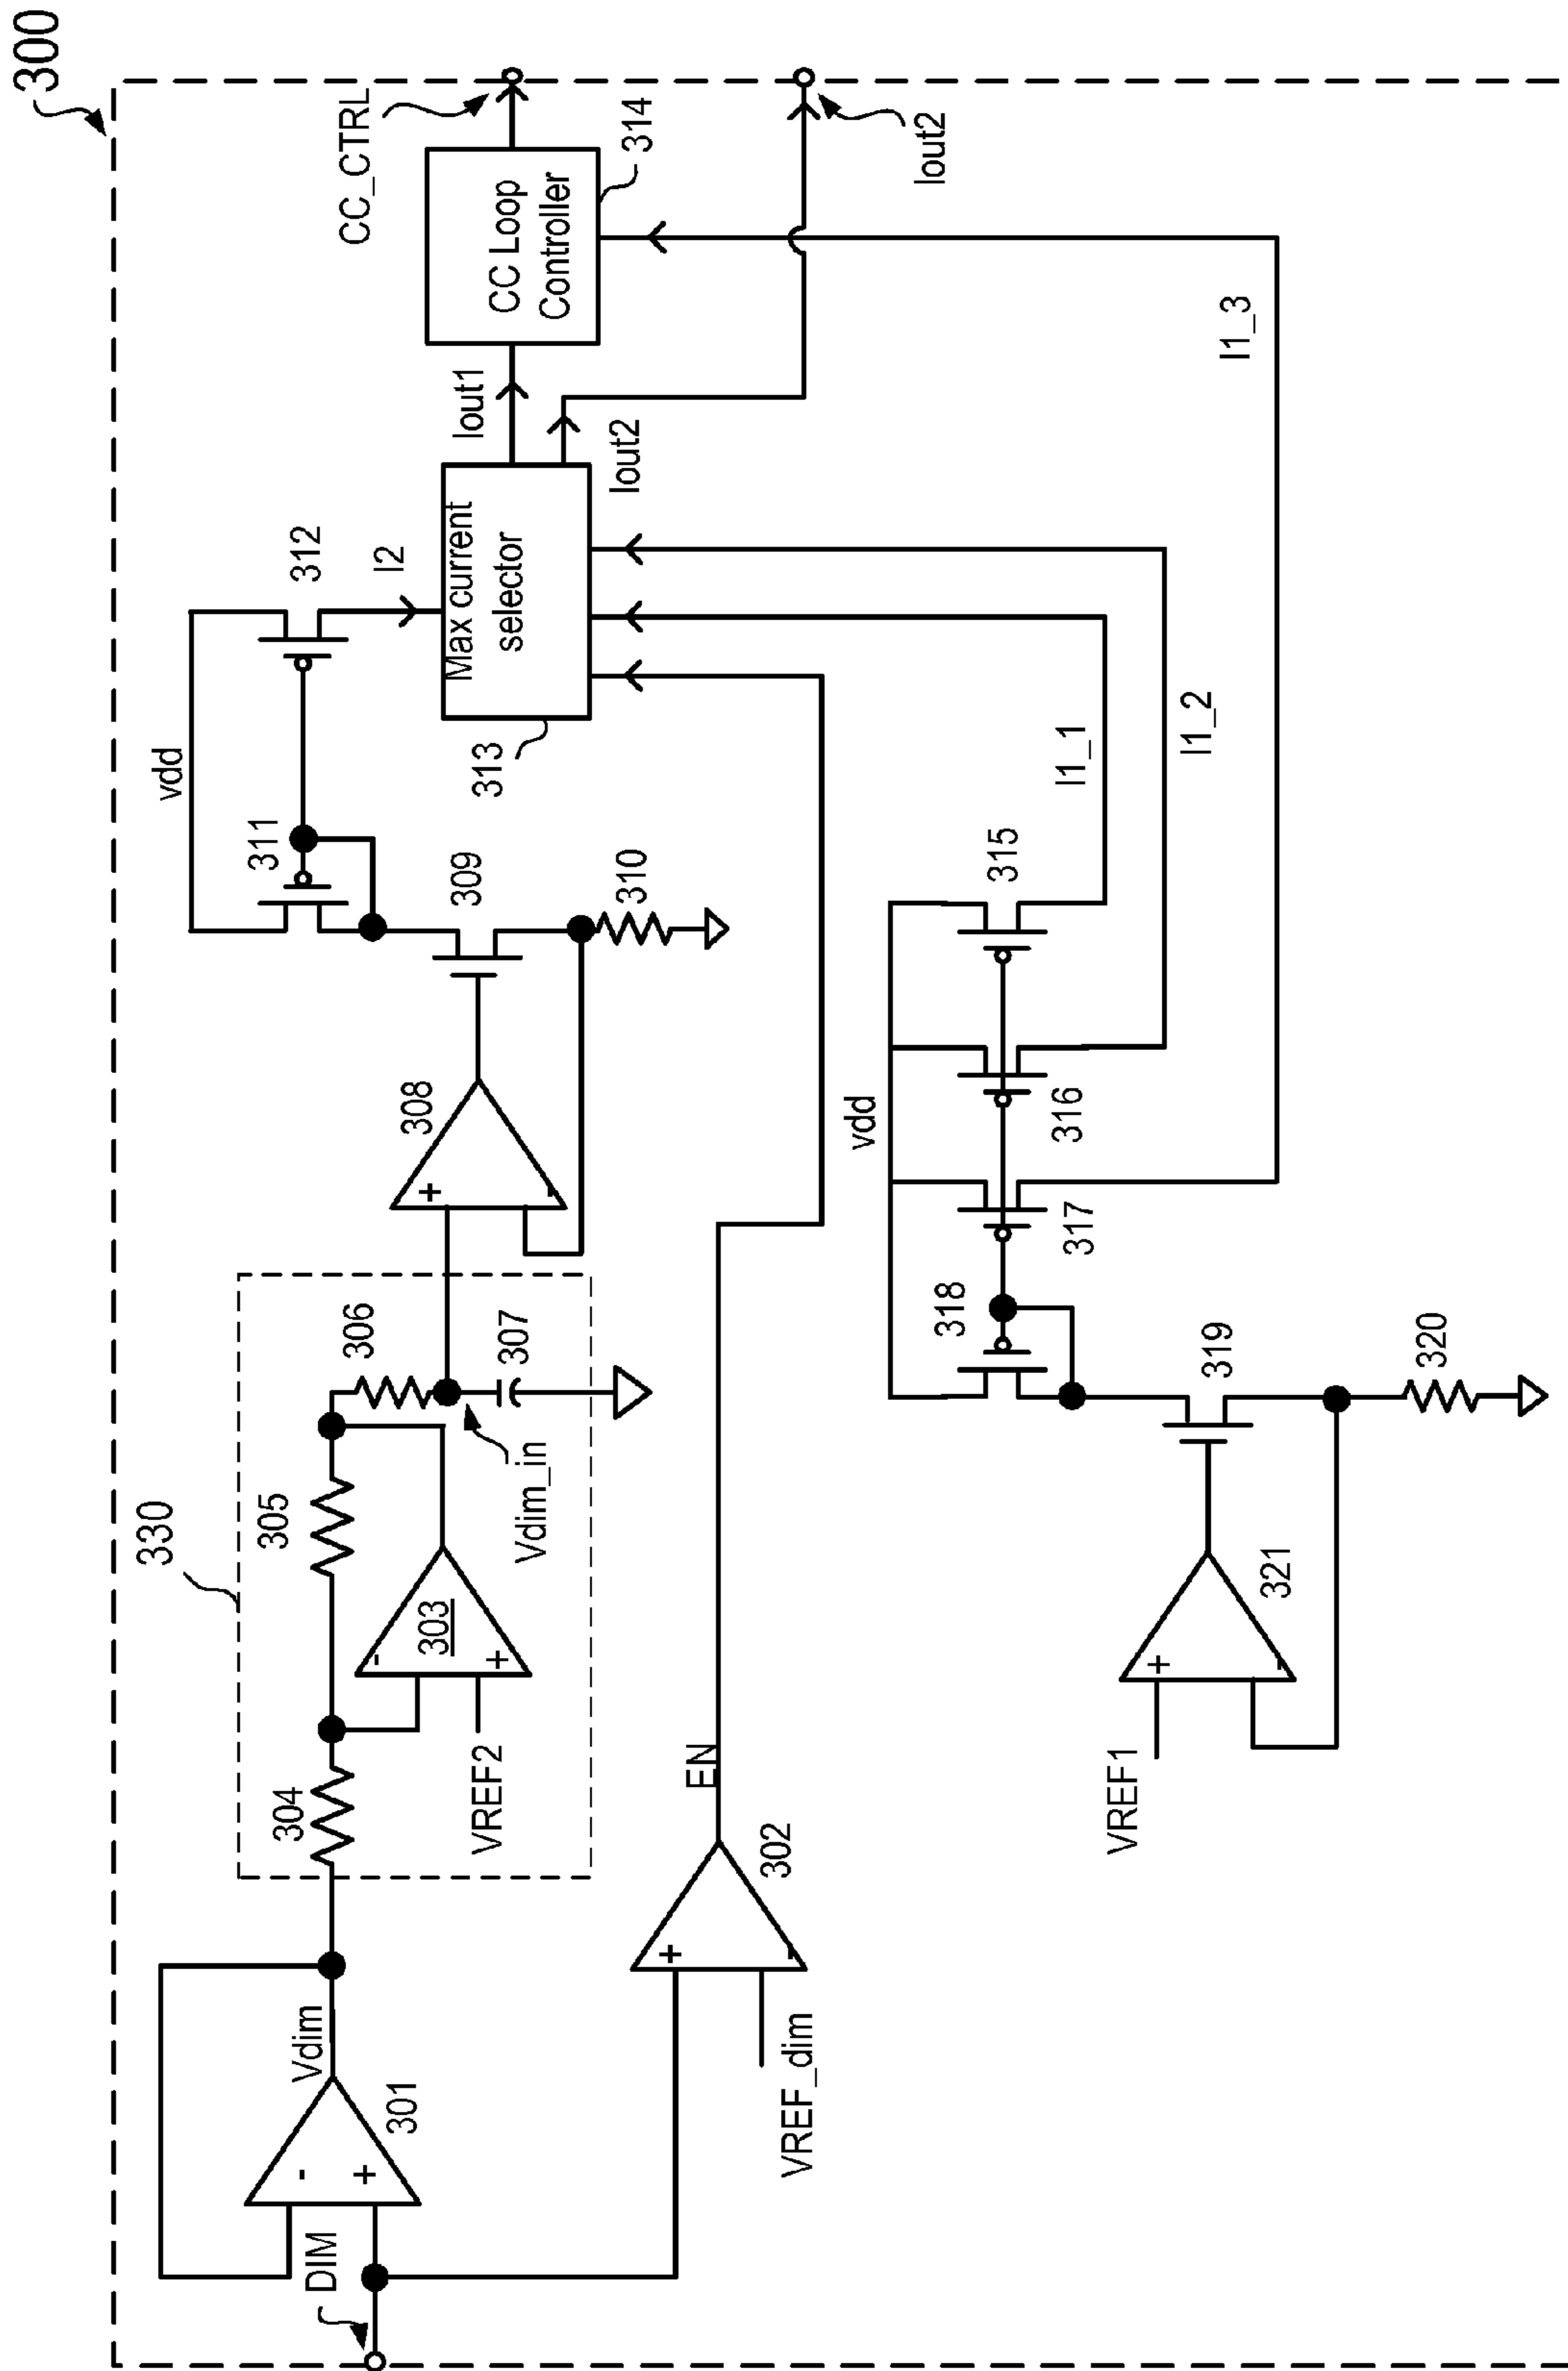 300
DIM
-
+
301
Vdim
330
304
305
306
307
-
303
+
VREF2
Vdim_in
+
-
308
309
310
311
vdd
312
I2
Max current
selector
313
Iout1
Iout2
CC Loop
Controller
314
CC_CTRL
Iout2
VREF_dim
+
-
302
EN
VREF1
+
-
321
319
320
318
317
316
315
vdd
I1_1
I1_2
I1_3